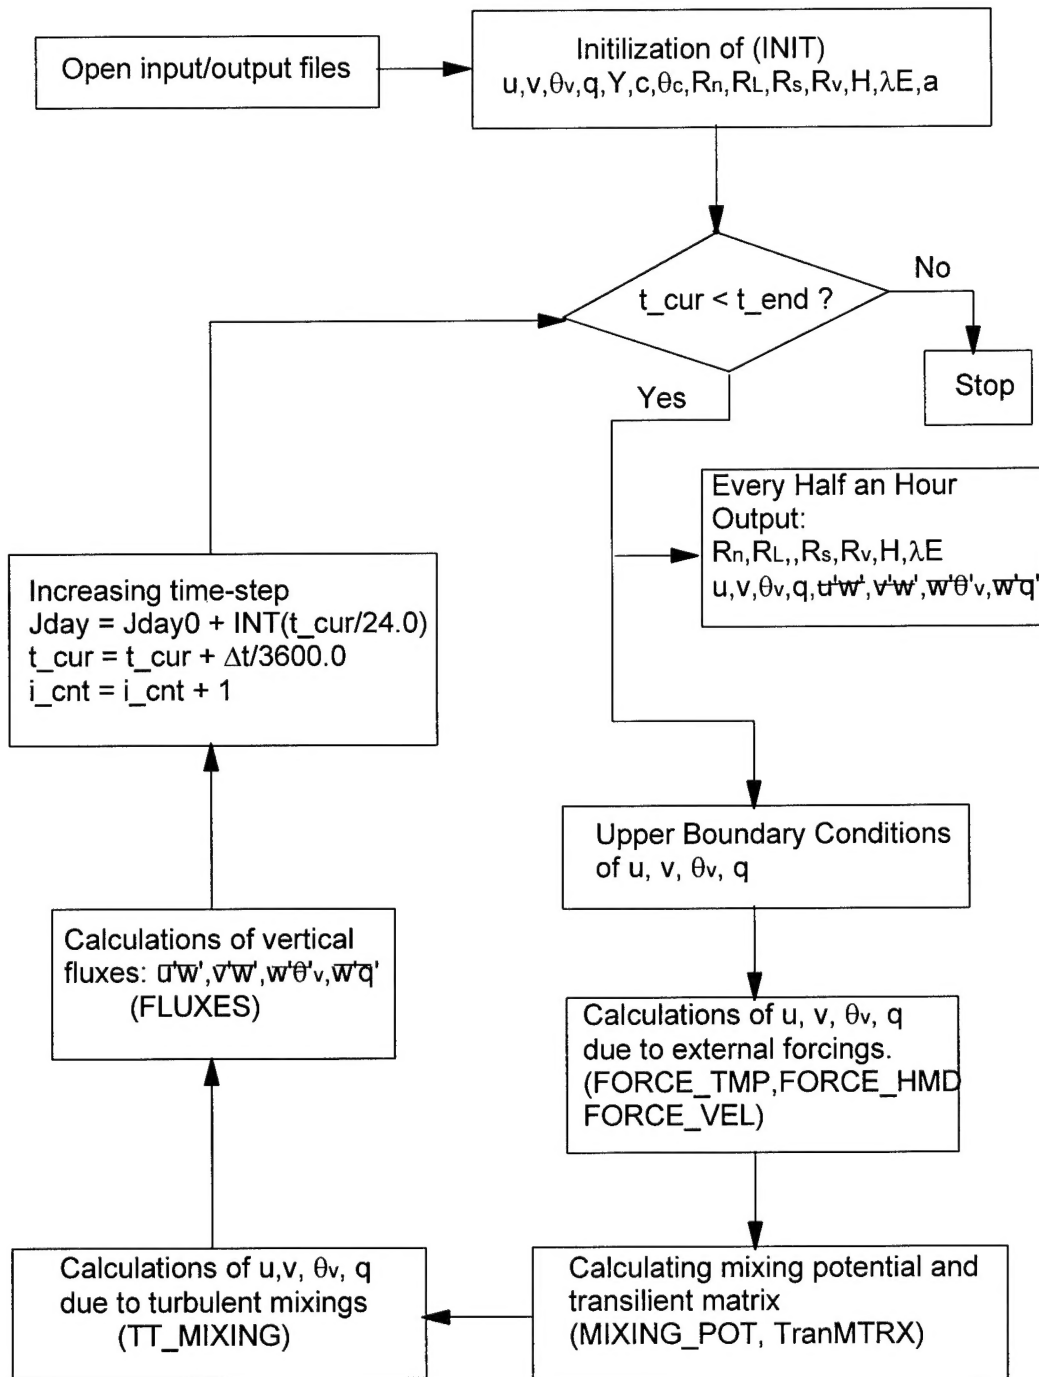 Open input/output files
Initilization of (INIT)
u,v,θv,q,Y,c,θc,Rn,RL,Rs,Rv,H,λE,a
t_cur < t_end ?
No
Stop
Yes
Every Half an Hour
Output:
Rn,RL,,Rs,Rv,H,λE
u,v,θv,q,u'w',v'w',w'θ'v,w'q'
Increasing time-step
Jday = Jday0 + INT(t_cur/24.0)
t_cur = t_cur + Δt/3600.0
i_cnt = i_cnt + 1
Upper Boundary Conditions
of u, v, θv, q
Calculations of vertical
fluxes: u'w',v'w',w'θ'v,w'q'
(FLUXES)
Calculations of u, v, θv, q
due to external forcings.
(FORCE_TMP,FORCE_HMD
FORCE_VEL)
Calculations of u,v, θv, q
due to turbulent mixings
(TT_MIXING)
Calculating mixing potential and
transilient matrix
(MIXING_POT, TranMTRX)